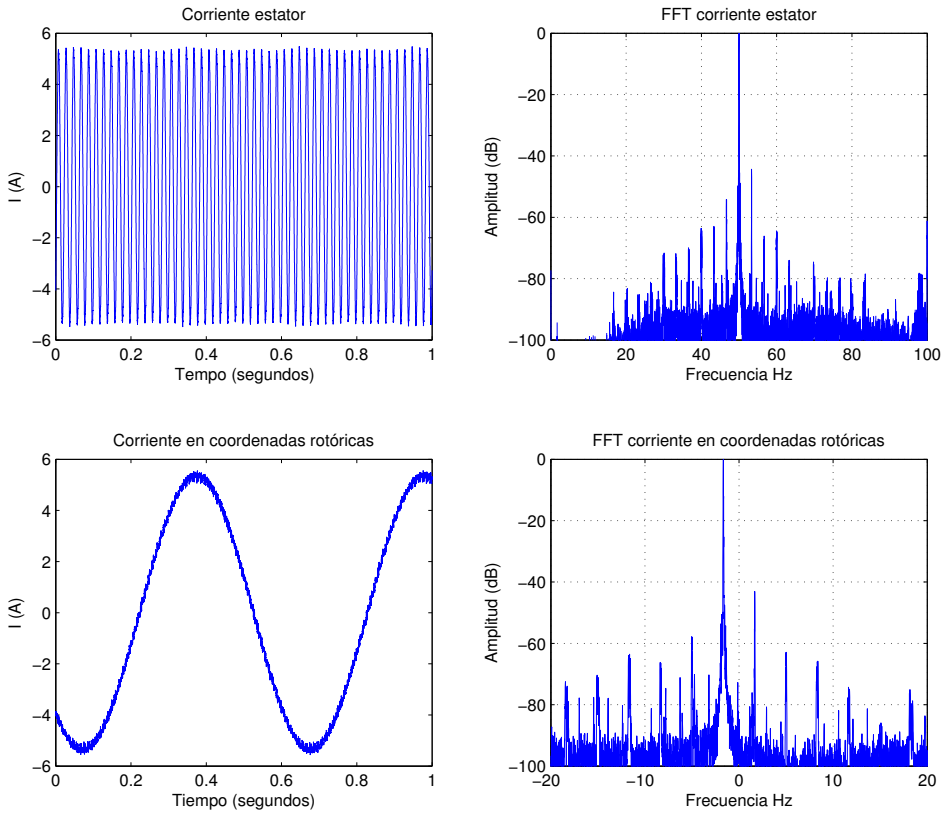 Corriente estator
6
4
2
0
−2
−4
−6
I (A)
0 0.2 0.4 0.6 0.8 1
Tempo (segundos)
FFT corriente estator
0
−20
−40
−60
−80
−100
Amplitud (dB)
0 20 40 60 80 100
Frecuencia Hz
Corriente en coordenadas rotóricas
6
4
2
0
−2
−4
−6
I (A)
0 0.2 0.4 0.6 0.8 1
Tiempo (segundos)
FFT corriente en coordenadas rotóricas
0
−20
−40
−60
−80
−100
Amplitud (dB)
−20 −10 0 10 20
Frecuencia Hz